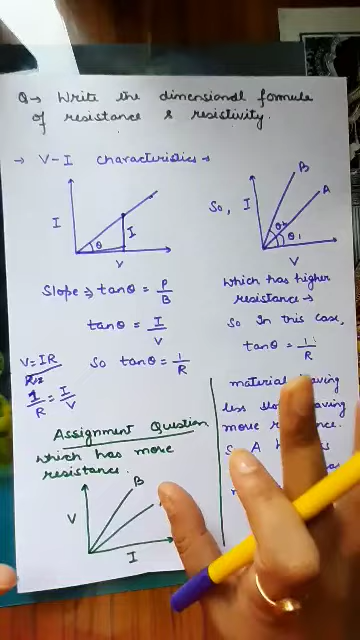 Q → Write the dimensional formula
of resistance & resistivity.
→ V-I characteristics →
I
I
θ
V
Slope ⇒ tanθ = P/B
tanθ = I/V
V = IR
So tanθ = 1/R
1/R = I/V
So,
I
B
A
θ2
θ1
V
which has higher
resistance →
So In this case,
tanθ = 1/R
material having
less having
more
A
Assignment Question
which has more
resistance.
V
B
I